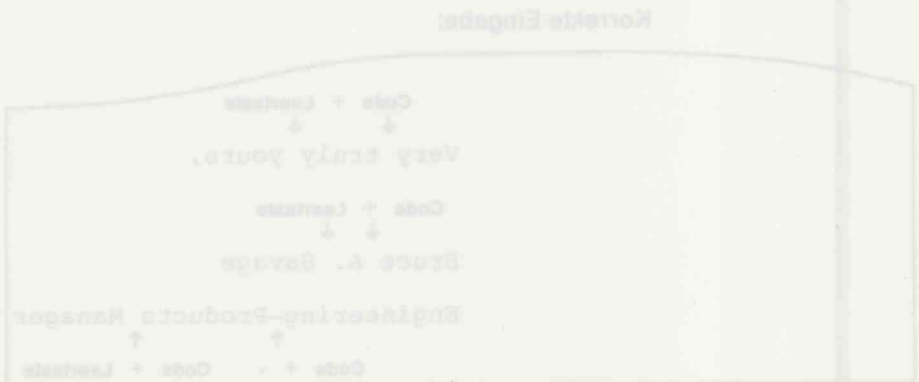 Korrekte Eingabe:
Code + Leertaste
↓ ↓
Very truly yours,
Code + Leertaste
↓ ↓
Bruce A. Savage
Engineering-Products Manager
↑ ↑
Code + - Code + Leertaste